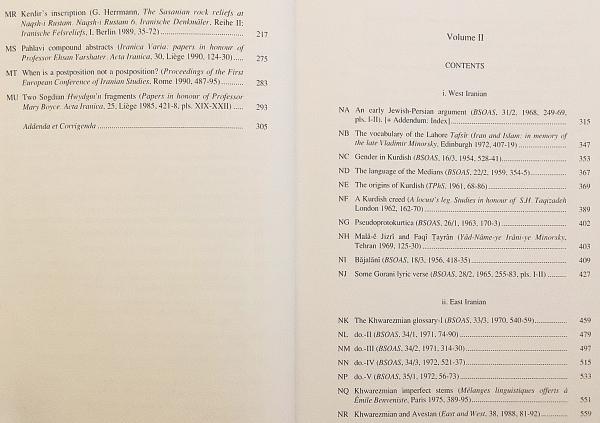 MR Kerdir's inscription (G. Herrmann, The Sasanian rock reliefs at
Naqsh-i Rustam. Naqsh-i Rustam 6, Iranische Denkmäler, Reihe II:
Iranische Felsreliefs, I. Berlin 1989, 35-72) ..... 217
MS Pahlavi compound abstracts (Iranica Varia: papers in honour of
Professor Ehsan Yarshater. Acta Iranica, 30, Liège 1990, 124-30) ..... 275
MT When is a postposition not a postposition? (Proceedings of the First
European Conference of Iranian Studies, Rome 1990, 487-95) ..... 283
MU Two Sogdian Hwydgm'n fragments (Papers in honour of Professor
Mary Boyce. Acta Iranica, 25, Liège 1985, 421-8, pls. XIX-XXII) ..... 293
Addenda et Corrigenda ..... 305
Volume II
CONTENTS
i. West Iranian
NA An early Jewish-Persian argument (BSOAS, 31/2, 1968, 249-69,
pls. I-II). [+ Addendum: Index] ..... 315
NB The vocabulary of the Lahore Tafsīr (Iran and Islam: in memory of
the late Vladimir Minorsky, Edinburgh 1972, 407-19) ..... 347
NC Gender in Kurdish (BSOAS, 16/3, 1954, 528-41) ..... 353
ND The language of the Medians (BSOAS, 22/2, 1959, 354-5) ..... 367
NE The origins of Kurdish (TPhS, 1961, 68-86) ..... 369
NF A Kurdish creed (A locust's leg. Studies in honour of S.H. Taqizadeh
London 1962, 162-70) ..... 389
NG Pseudoprotokurtica (BSOAS, 26/1, 1963, 170-3) ..... 402
NH Malā-ē Jizrī and Faqī Ṭayrān (Yād-Nāme-ye Irāni-ye Minorsky,
Tehran 1969, 125-30) ..... 403
NI Bājalānī (BSOAS, 18/3, 1956, 418-35) ..... 409
NJ Some Gorani lyric verse (BSOAS, 28/2, 1965, 255-83, pls. I-II) ..... 427
ii. East Iranian
NK The Khwarezmian glossary-I (BSOAS, 33/3, 1970, 540-59) ..... 459
NL do.-II (BSOAS, 34/1, 1971, 74-90) ..... 479
NM do.-III (BSOAS, 34/2, 1971, 314-30) ..... 497
NN do.-IV (BSOAS, 34/3, 1972, 521-37) ..... 515
NP do.-V (BSOAS, 35/1, 1972, 56-73) ..... 533
NQ Khwarezmian imperfect stems (Mélanges linguistiques offerts à
Émile Benveniste, Paris 1975, 389-95) ..... 551
NR Khwarezmian and Avestan (East and West, 38, 1988, 81-92) ..... 559